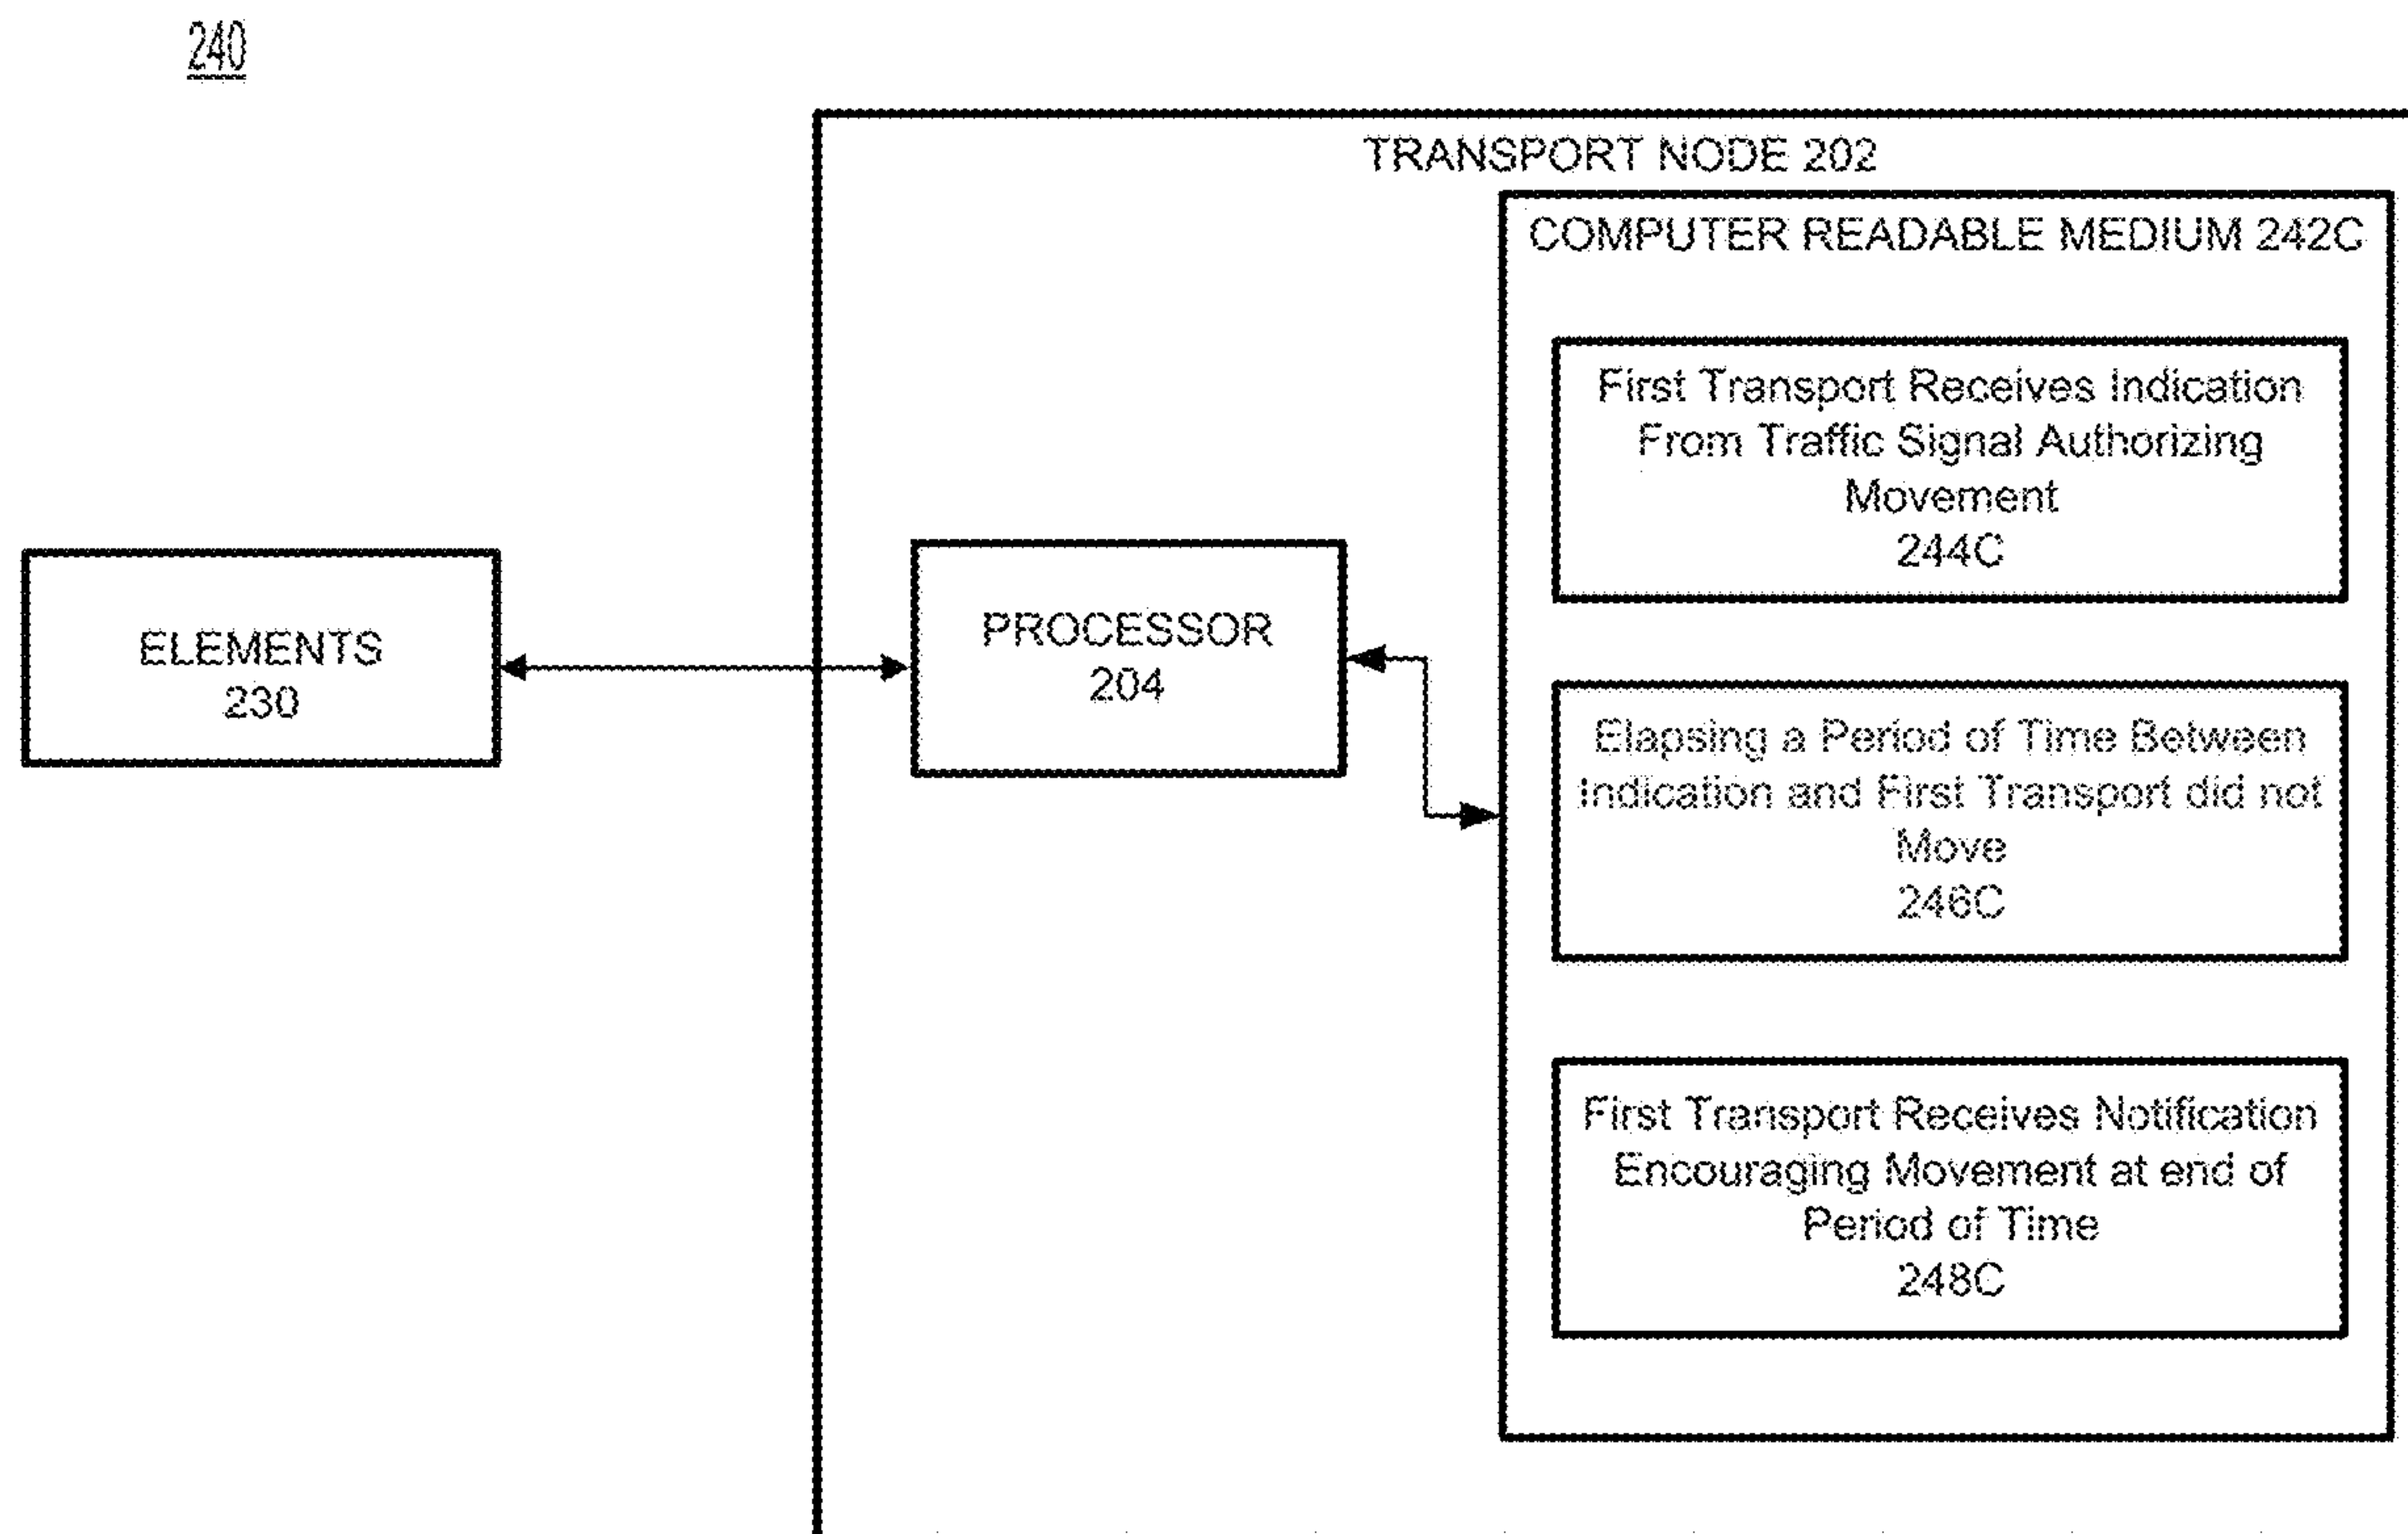 240
TRANSPORT NODE 202
COMPUTER READABLE MEDIUM 242C
First Transport Receives Indication
From Traffic Signal Authorizing
Movement
244C
ELEMENTS
230
PROCESSOR
204
Elapsing a Period of Time Between
Indication and First Transport did not
Move
246C
First Transport Receives Notification
Encouraging Movement at end of
Period of Time
248C